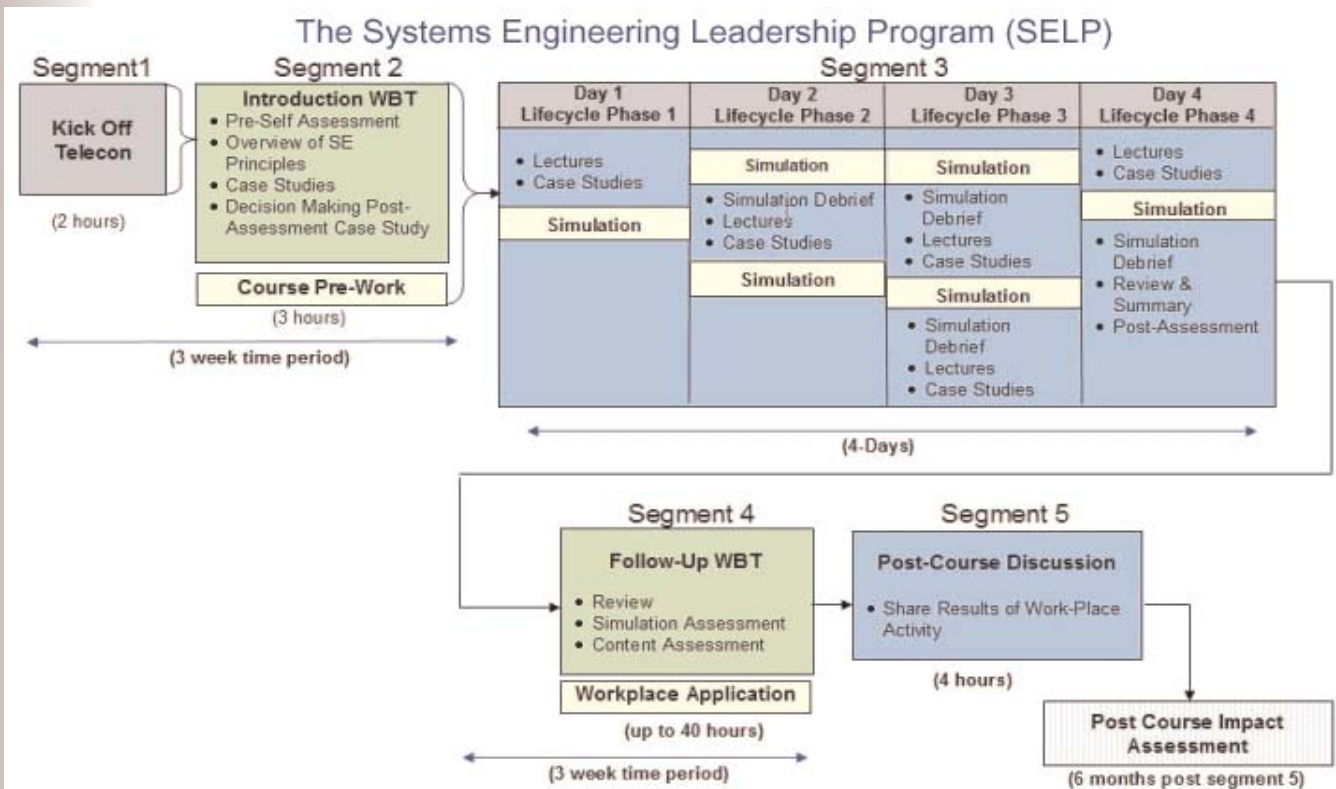 The Systems Engineering Leadership Program (SELP)
Segment1
Kick Off
Telecon
(2 hours)
Segment 2
Introduction WBT
• Pre-Self Assessment
• Overview of SE
Principles
• Case Studies
• Decision Making Post-
Assessment Case Study
Course Pre-Work
(3 hours)
(3 week time period)
Segment 3
Day 1
Lifecycle Phase 1
• Lectures
• Case Studies
Simulation
Day 2
Lifecycle Phase 2
Simulation
• Simulation Debrief
• Lectures
• Case Studies
Simulation
Day 3
Lifecycle Phase 3
Simulation
• Simulation
Debrief
• Lectures
• Case Studies
Simulation
• Simulation
Debrief
• Lectures
• Case Studies
Day 4
Lifecycle Phase 4
• Lectures
• Case Studies
Simulation
• Simulation
Debrief
• Review &
Summary
• Post-Assessment
(4-Days)
Segment 4
Follow-Up WBT
• Review
• Simulation Assessment
• Content Assessment
Workplace Application
(up to 40 hours)
(3 week time period)
Segment 5
Post-Course Discussion
• Share Results of Work-Place
Activity
(4 hours)
Post Course Impact
Assessment
(6 months post segment 5)